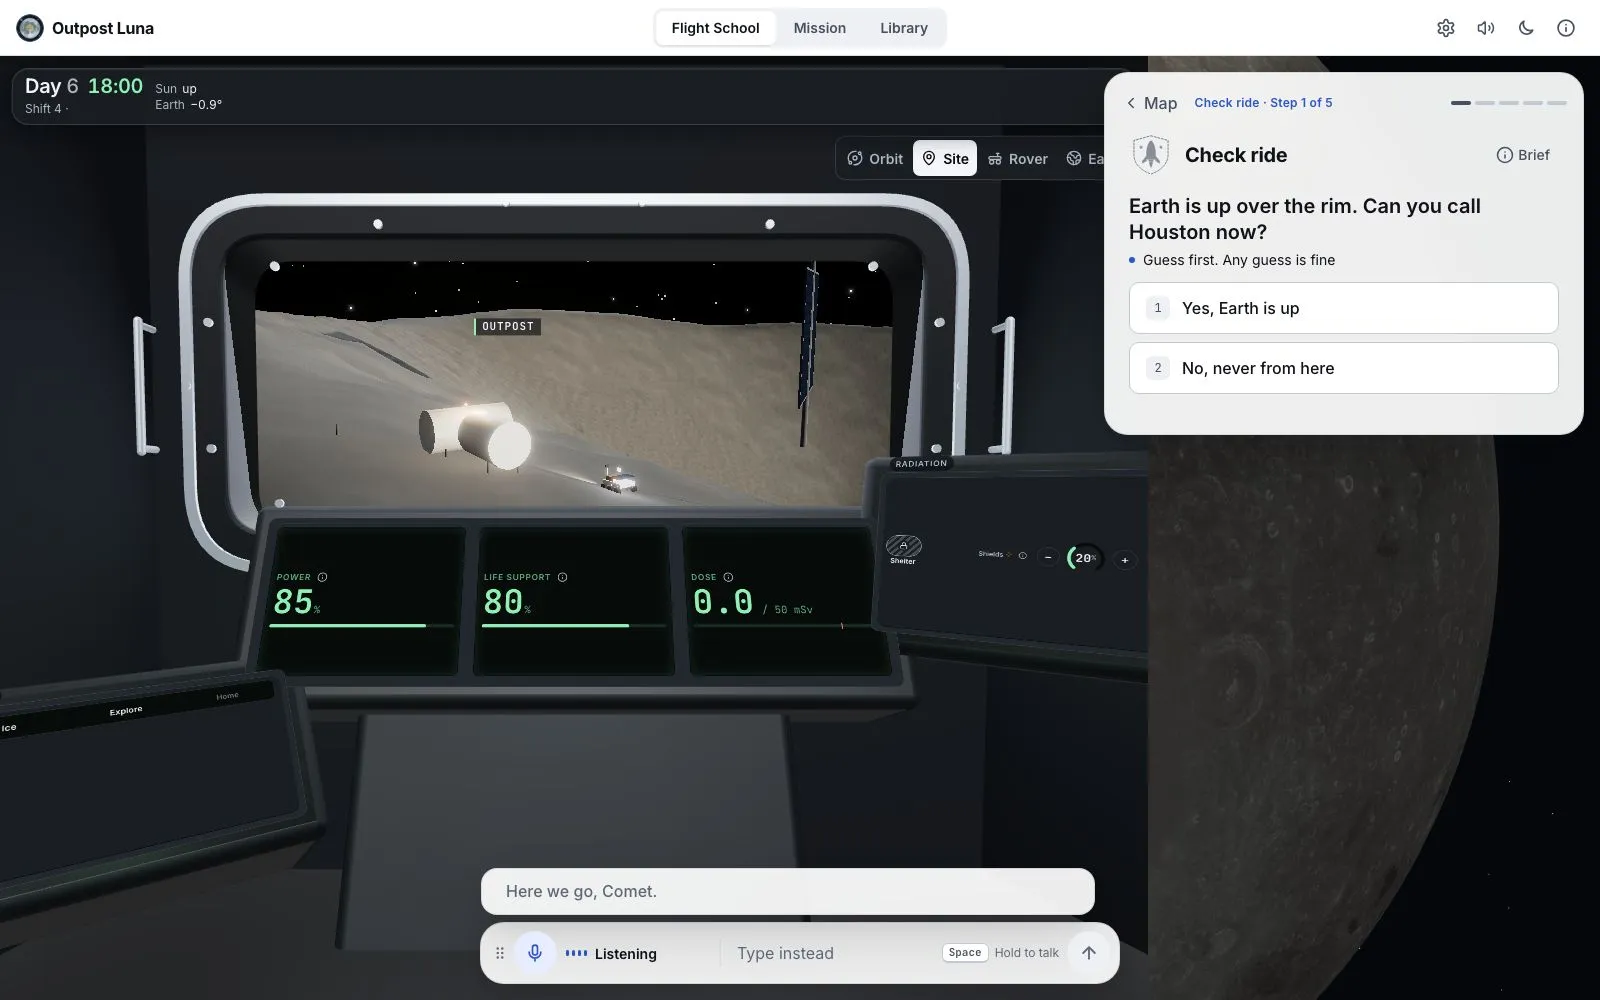 Outpost Luna
Flight School Mission Library
Day 6 18:00
Shift 4 ·
Sun up
Earth −0.9°
Orbit Site Rover Ea
Map Check ride · Step 1 of 5
Check ride
Brief
Earth is up over the rim. Can you call
Houston now?
Guess first. Any guess is fine
1 Yes, Earth is up
2 No, never from here
OUTPOST
RADIATION
Shelter
Shields
− 20% +
POWER
85%
LIFE SUPPORT
80%
DOSE
0.0 / 50 mSv
Ice Explore Home
Here we go, Comet.
Listening
Type instead
Space Hold to talk